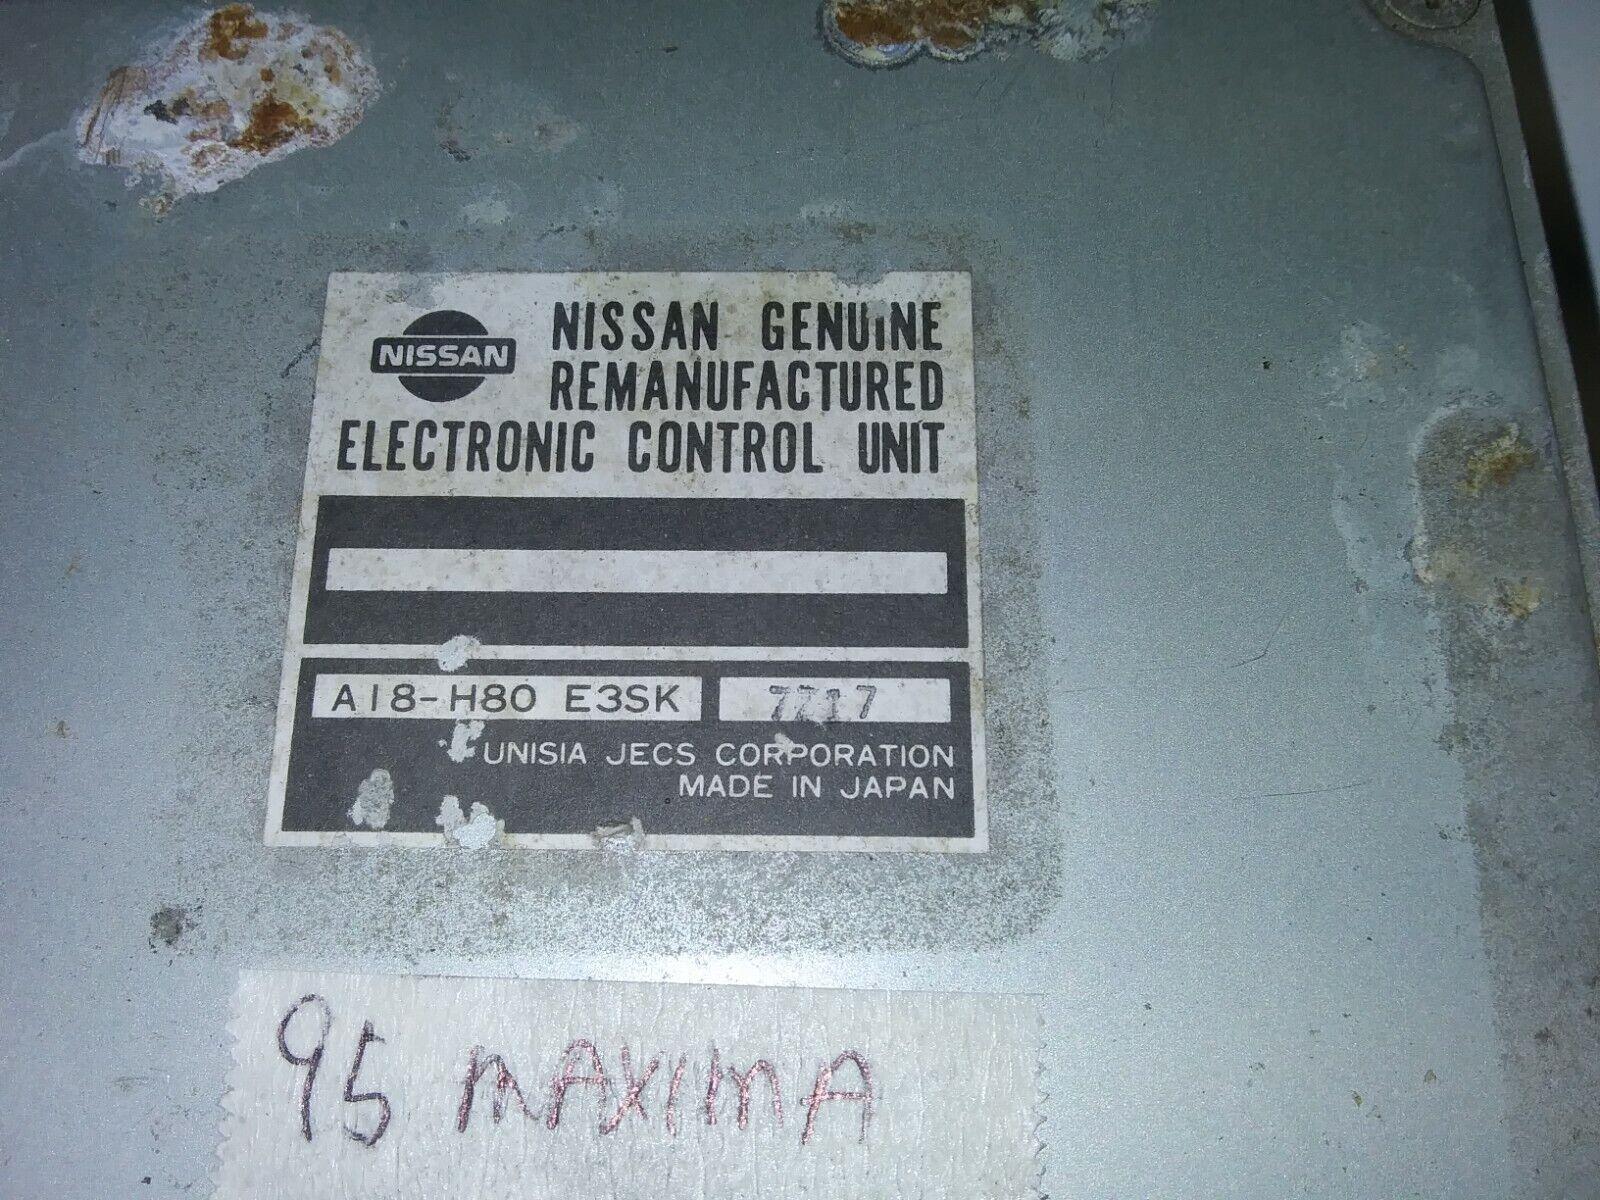 NISSAN
NISSAN GENUINE
REMANUFACTURED
ELECTRONIC CONTROL UNIT
A18-H80 E3SK
UNISIA JECS CORPORATION
MADE IN JAPAN
95 MAXIMA